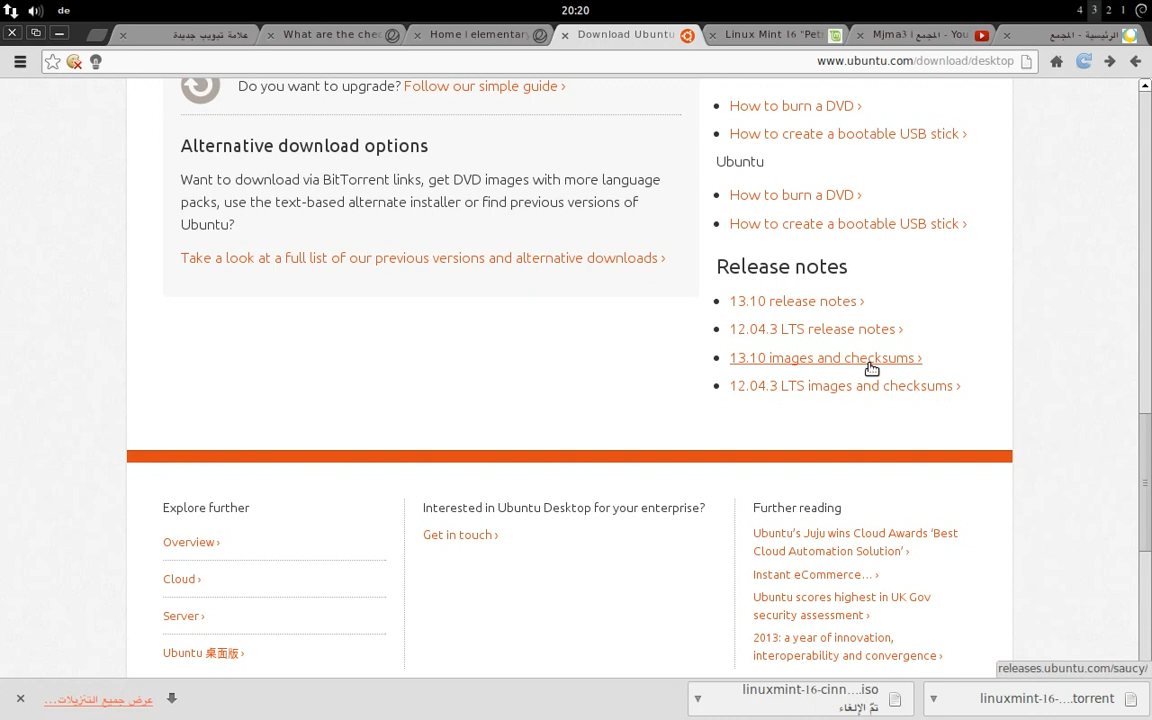 de
20:20
علامة تبويب جديدة
What are the che
Home | elementary
Download Ubuntu
Linux Mint 16 "Pet
Mjma3 | المجمع - You
الرئيسية - المجمع
4 3 2 1
www.ubuntu.com/download/desktop
Do you want to upgrade? Follow our simple guide ›
Alternative download options
Want to download via BitTorrent links, get DVD images with more language
packs, use the text-based alternate installer or find previous versions of
Ubuntu?
Take a look at a full list of our previous versions and alternative downloads ›
How to burn a DVD ›
How to create a bootable USB stick ›
Ubuntu
How to burn a DVD ›
How to create a bootable USB stick ›
Release notes
13.10 release notes ›
12.04.3 LTS release notes ›
13.10 images and checksums ›
12.04.3 LTS images and checksums ›
Explore further
Overview ›
Cloud ›
Server ›
Ubuntu 桌面版 ›
Interested in Ubuntu Desktop for your enterprise?
Get in touch ›
Further reading
Ubuntu's Juju wins Cloud Awards 'Best
Cloud Automation Solution' ›
Instant eCommerce… ›
Ubuntu scores highest in UK Gov
security assessment ›
2013: a year of innovation,
interoperability and convergence ›
releases.ubuntu.com/saucy/
عرض جميع التنزيلات...
linuxmint-16-cinn....iso
تمّ الإلغاء
linuxmint-16-....torrent